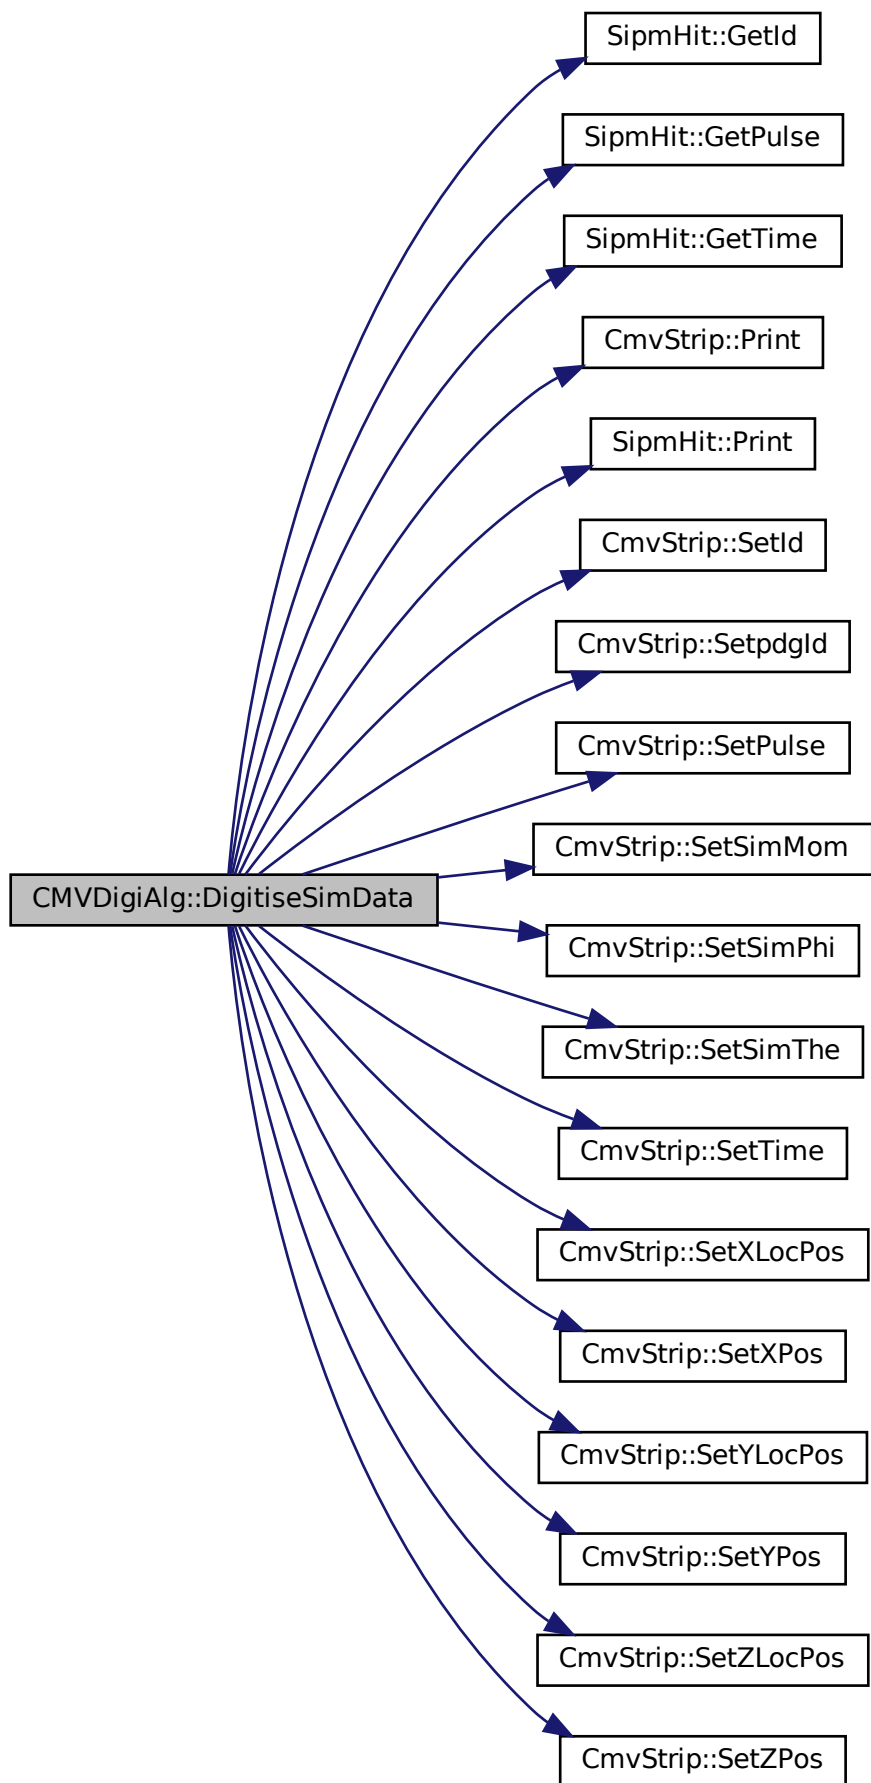 SipmHit::GetId
SipmHit::GetPulse
SipmHit::GetTime
CmvStrip::Print
SipmHit::Print
CmvStrip::SetId
CmvStrip::SetpdgId
CmvStrip::SetPulse
CmvStrip::SetSimMom
CMVDigiAlg::DigitiseSimData
CmvStrip::SetSimPhi
CmvStrip::SetSimThe
CmvStrip::SetTime
CmvStrip::SetXLocPos
CmvStrip::SetXPos
CmvStrip::SetYLocPos
CmvStrip::SetYPos
CmvStrip::SetZLocPos
CmvStrip::SetZPos